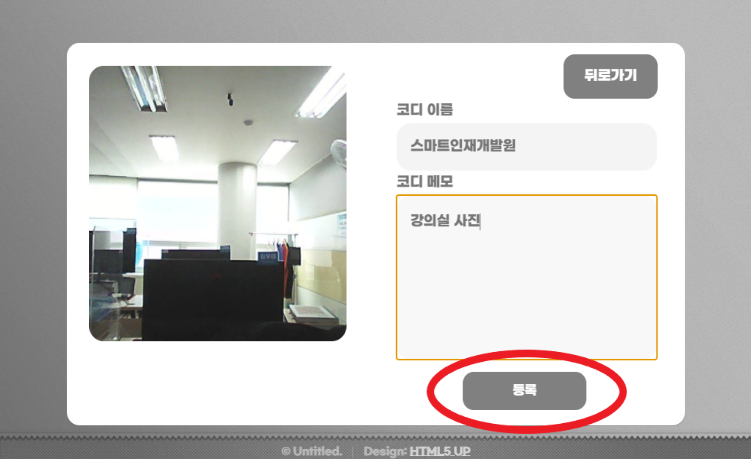 뒤로가기
코디 이름
스마트인재개발원
코디 메모
강의실 사진
등록
© Untitled. | Design: HTML5 UP